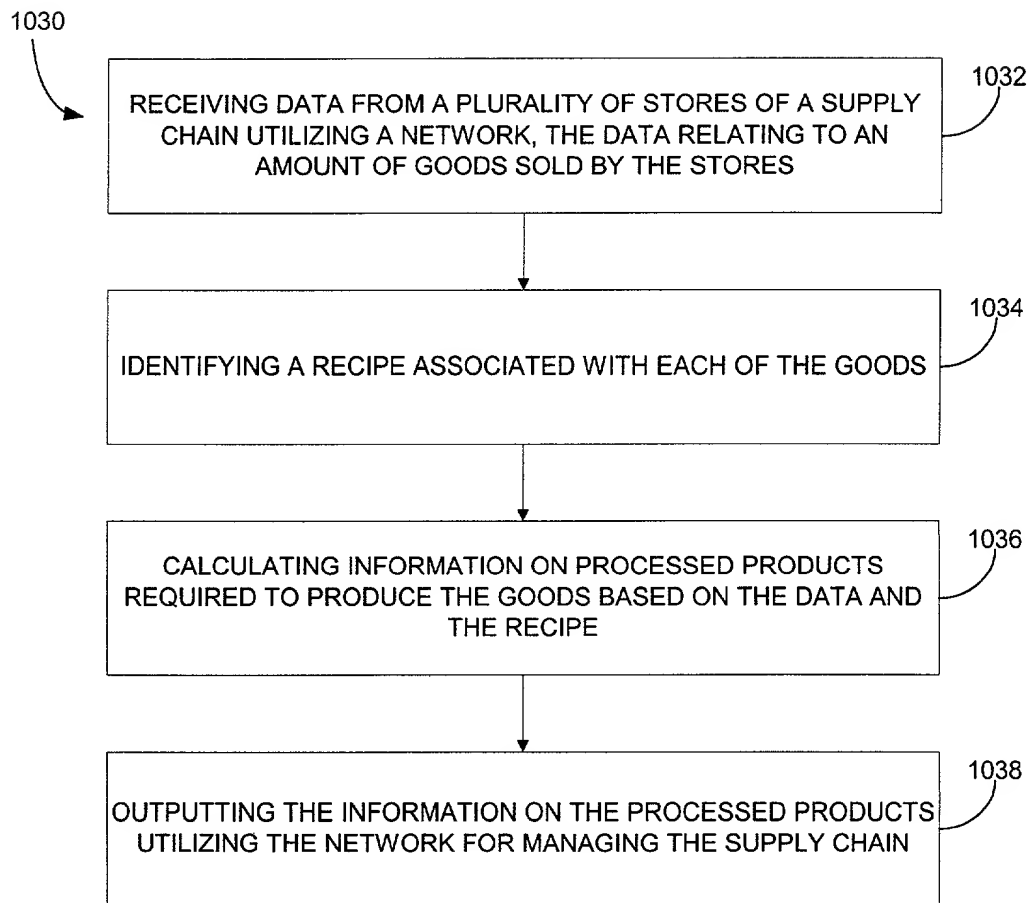 1030
RECEIVING DATA FROM A PLURALITY OF STORES OF A SUPPLY
CHAIN UTILIZING A NETWORK, THE DATA RELATING TO AN
AMOUNT OF GOODS SOLD BY THE STORES
1032
IDENTIFYING A RECIPE ASSOCIATED WITH EACH OF THE GOODS
1034
CALCULATING INFORMATION ON PROCESSED PRODUCTS
REQUIRED TO PRODUCE THE GOODS BASED ON THE DATA AND
THE RECIPE
1036
OUTPUTTING THE INFORMATION ON THE PROCESSED PRODUCTS
UTILIZING THE NETWORK FOR MANAGING THE SUPPLY CHAIN
1038